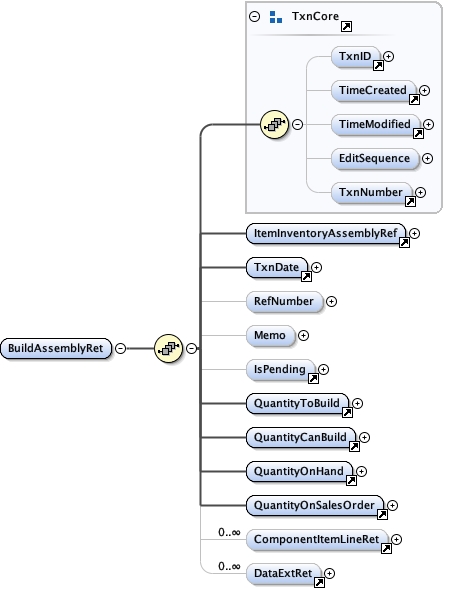 TxnCore
TxnID
TimeCreated
TimeModified
EditSequence
TxnNumber
ItemInventoryAssemblyRef
TxnDate
RefNumber
Memo
BuildAssemblyRet
IsPending
QuantityToBuild
QuantityCanBuild
QuantityOnHand
QuantityOnSalesOrder
0..∞
ComponentItemLineRet
0..∞
DataExtRet